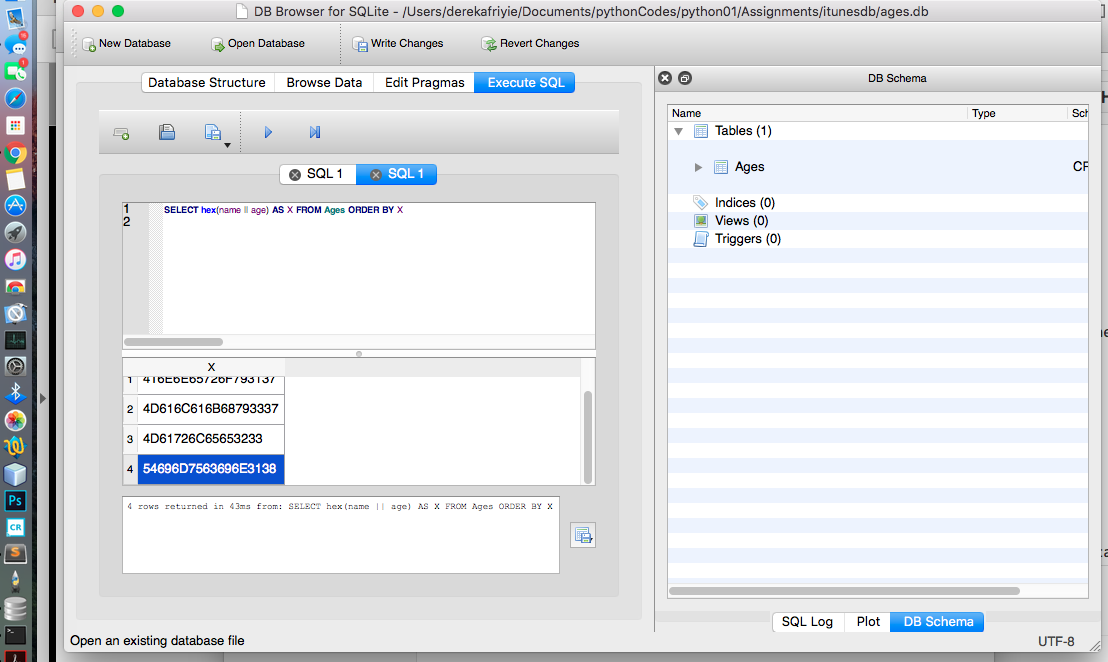 DB Browser for SQLite - /Users/derekafriyie/Documents/pythonCodes/python01/Assignments/itunesdb/ages.db
New Database Open Database Write Changes Revert Changes
Database Structure Browse Data Edit Pragmas Execute SQL
SQL 1 SQL 1
1 SELECT hex(name || age) AS X FROM Ages ORDER BY X
2
X
1 416E6E65726F793137
2 4D616C616B68793337
3 4D61726C65653233
4 54696D7563696E3138
4 rows returned in 43ms from: SELECT hex(name || age) AS X FROM Ages ORDER BY X
DB Schema
Name Type Sch
Tables (1)
Ages CR
Indices (0)
Views (0)
Triggers (0)
SQL Log Plot DB Schema
Open an existing database file
UTF-8
Ps
CR
S